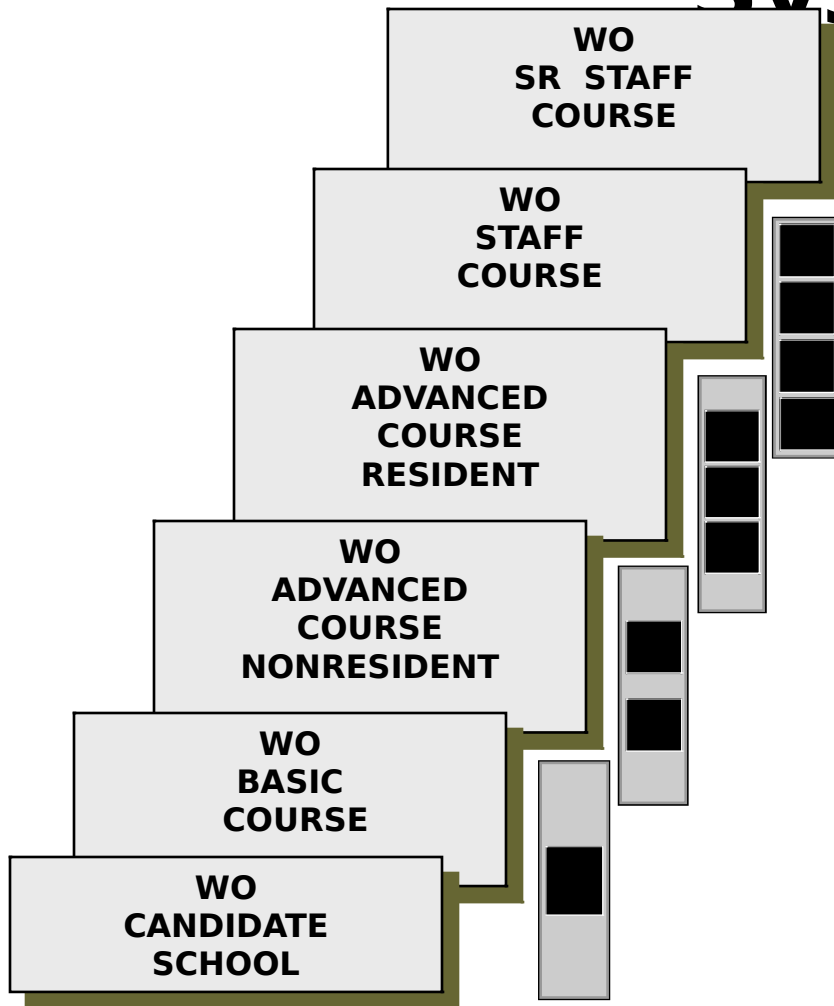 WO
SR STAFF
COURSE
WO
STAFF
COURSE
WO
ADVANCED
COURSE
RESIDENT
WO
ADVANCED
COURSE
NONRESIDENT
WO
BASIC
COURSE
WO
CANDIDATE
SCHOOL